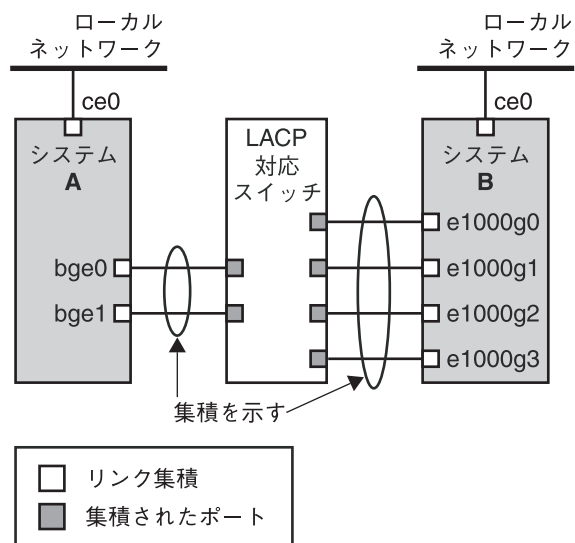 ローカル
ネットワーク
ce0
システム
A
bge0
bge1
LACP
対応
スイッチ
ローカル
ネットワーク
ce0
システム
B
e1000g0
e1000g1
e1000g2
e1000g3
集積を示す
リンク集積
集積されたポート